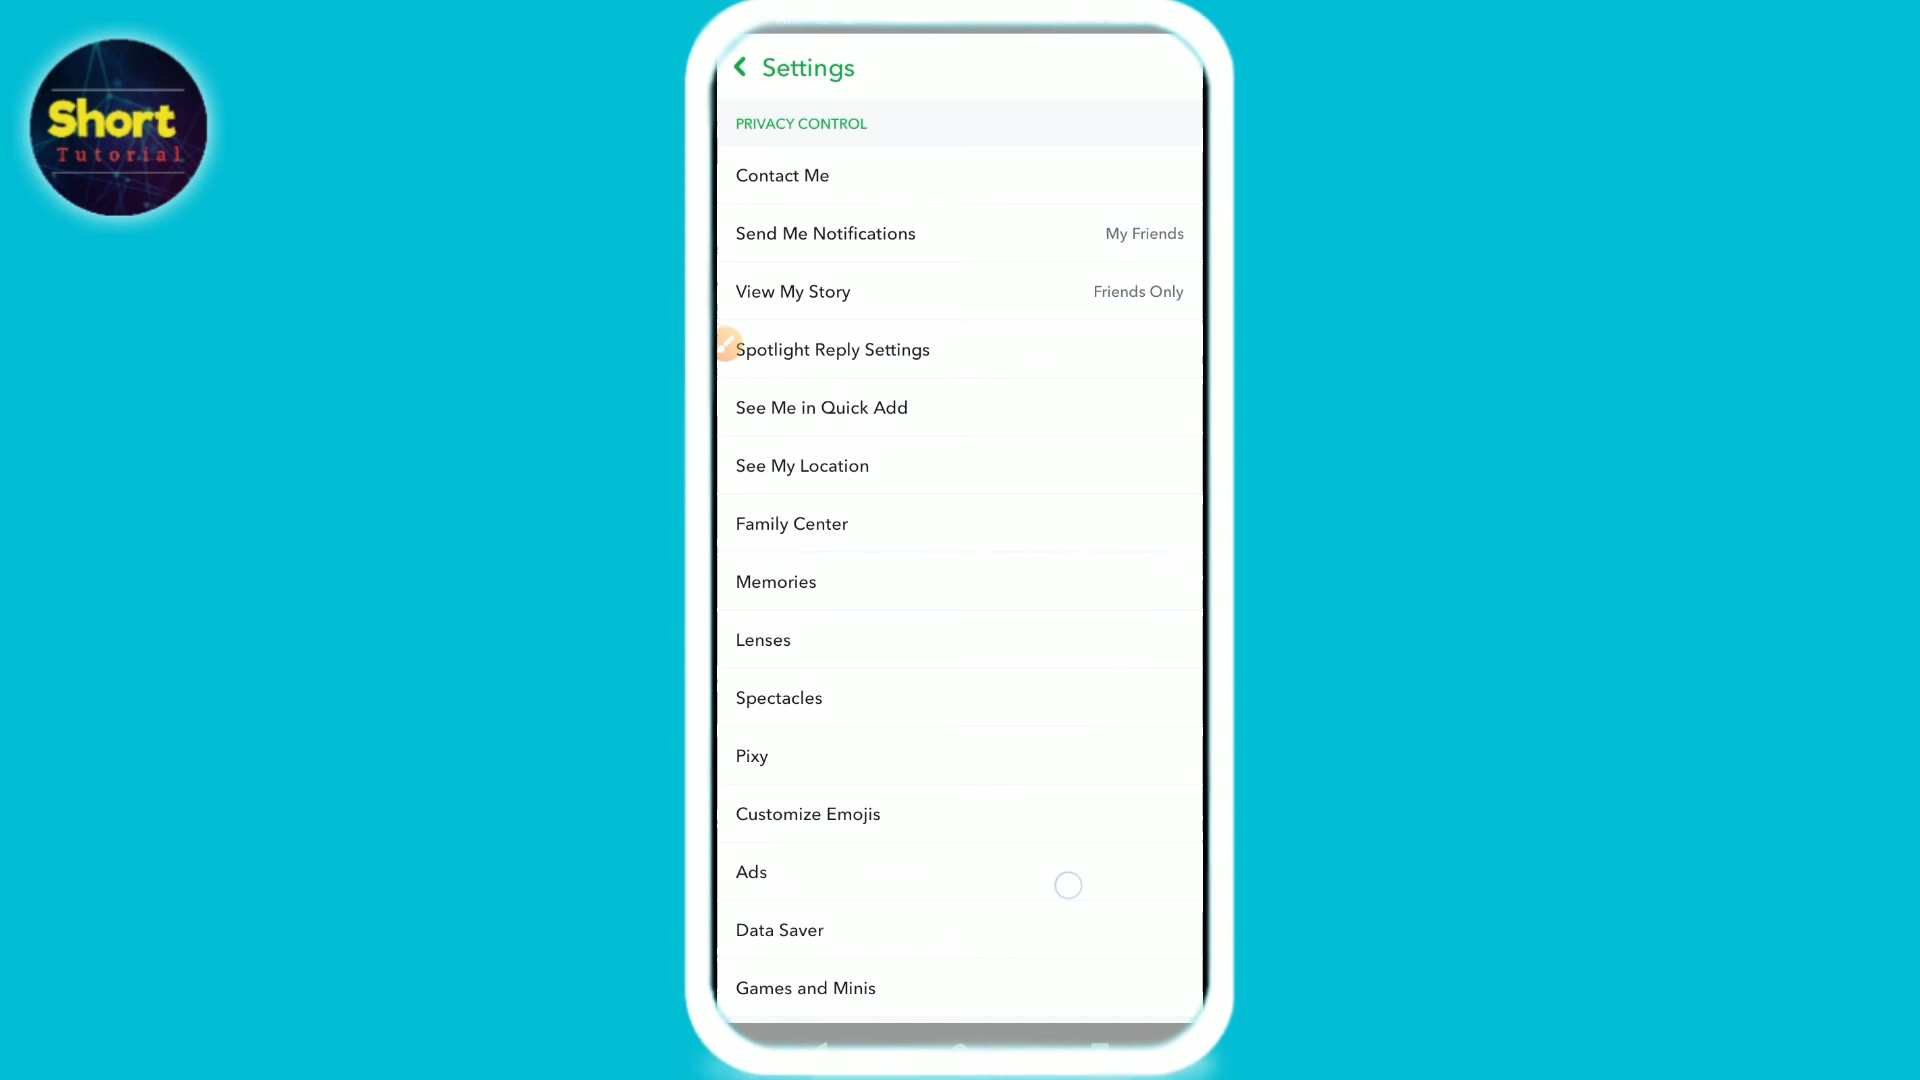 Short
Tutorial
Settings
PRIVACY CONTROL
Contact Me
Send Me Notifications My Friends
View My Story Friends Only
Spotlight Reply Settings
See Me in Quick Add
See My Location
Family Center
Memories
Lenses
Spectacles
Pixy
Customize Emojis
Ads
Data Saver
Games and Minis